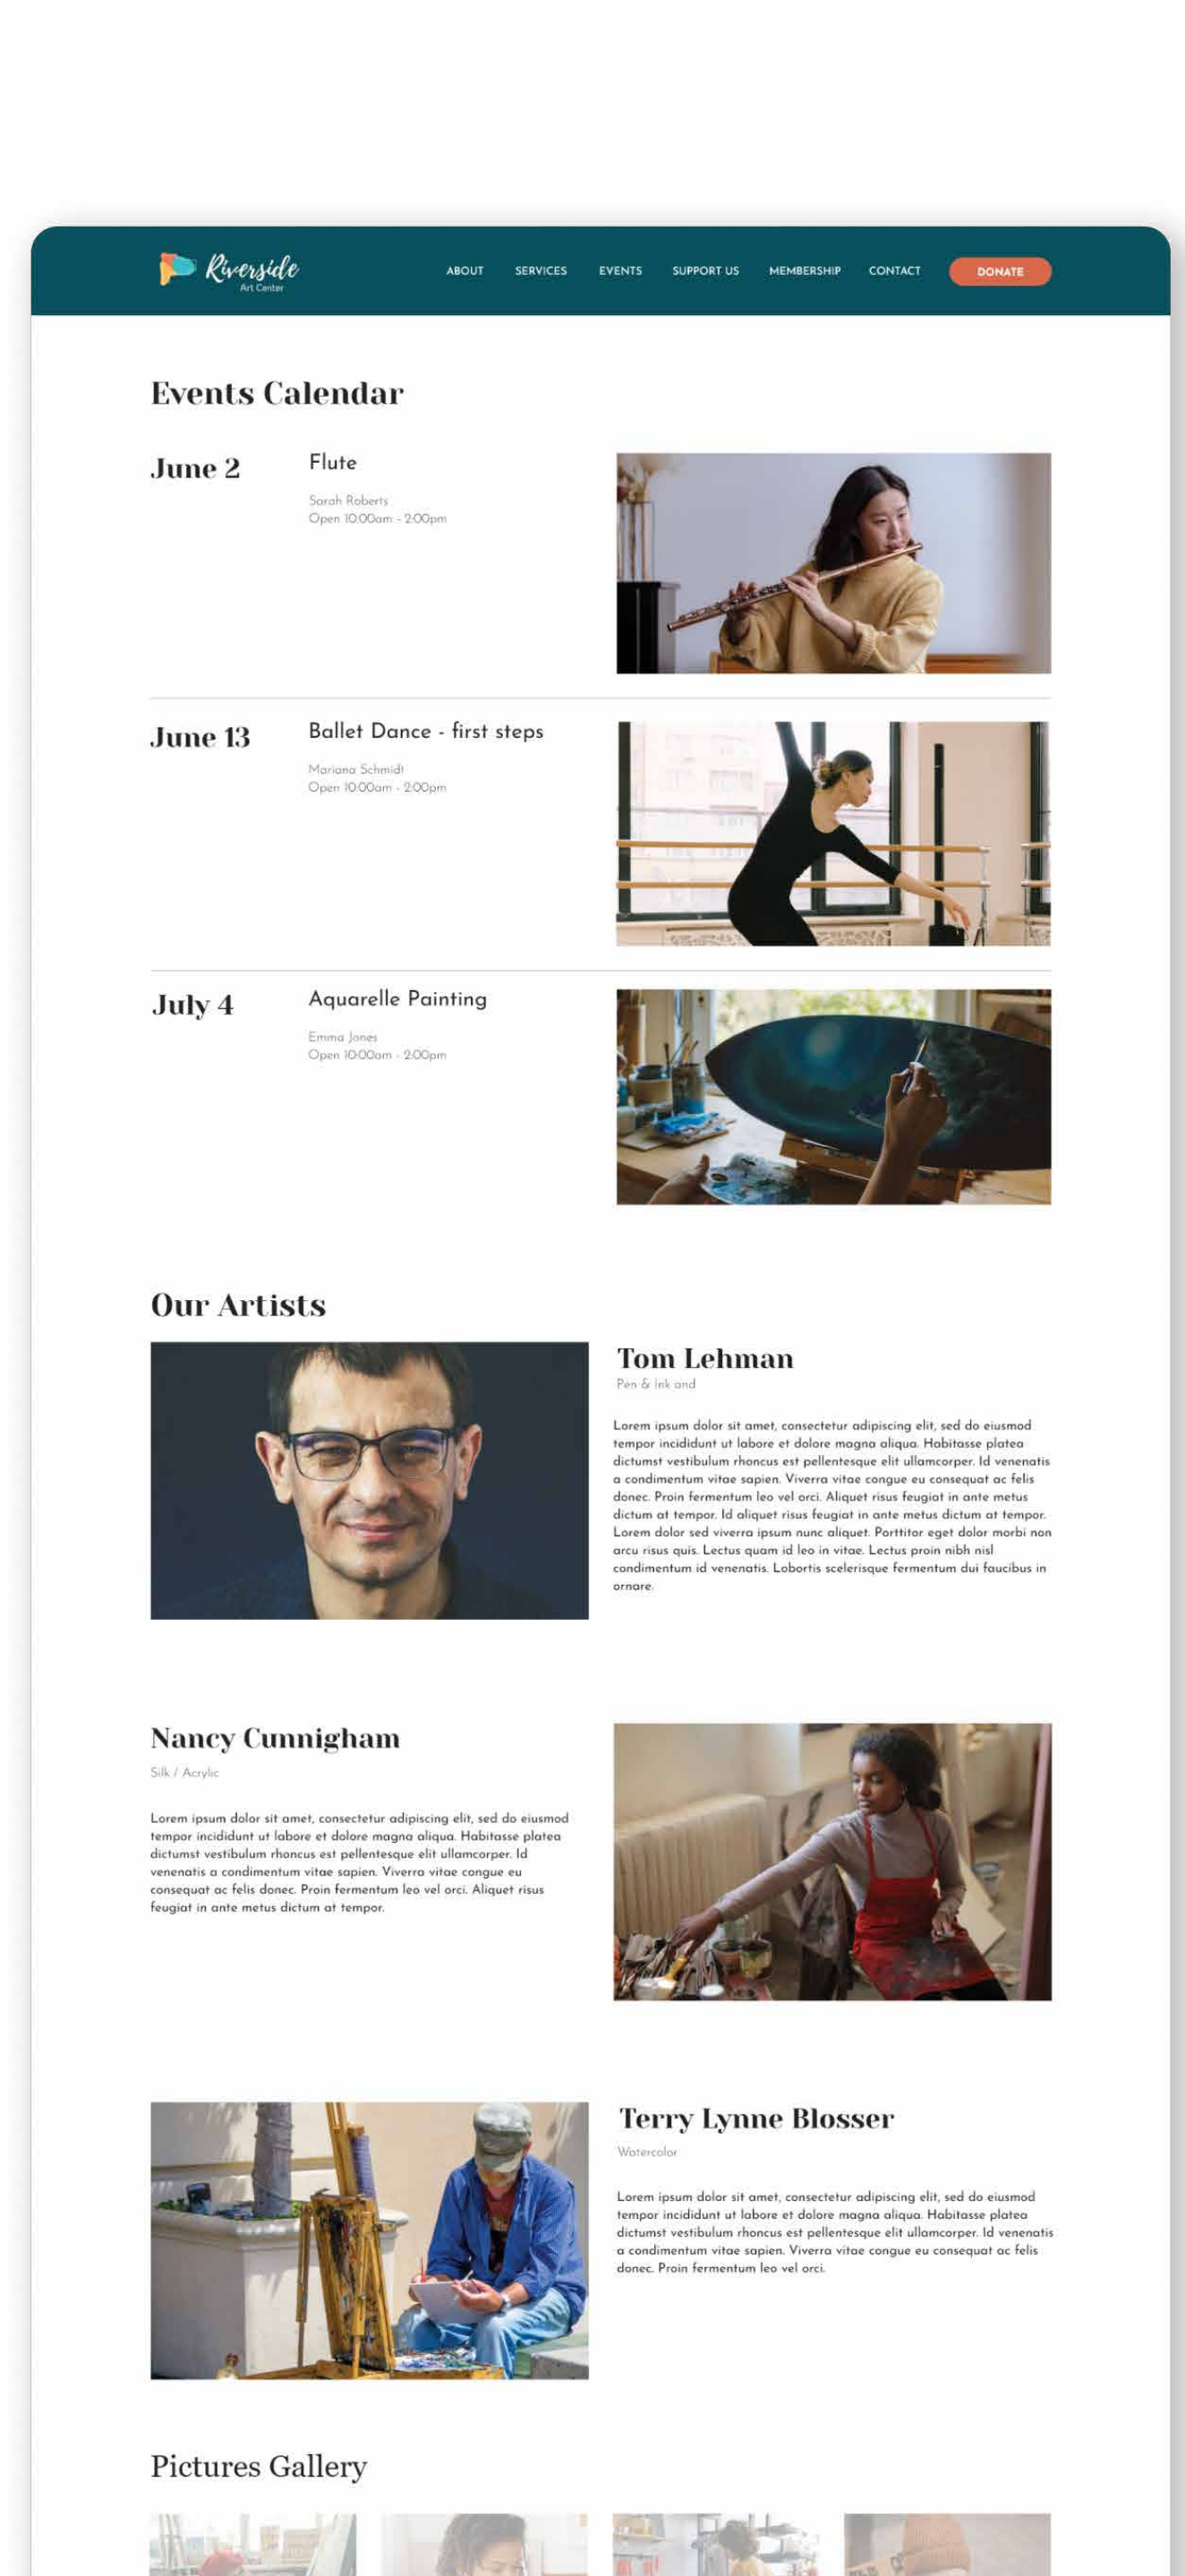 Riverside
Art Center
ABOUT SERVICES EVENTS SUPPORT US MEMBERSHIP CONTACT DONATE
Events Calendar
June 2
Flute
Sarah Roberts
Open 10:00am - 2:00pm
June 13
Ballet Dance - first steps
Mariana Schmidt
Open 10:00am - 2:00pm
July 4
Aquarelle Painting
Emma Jones
Open 10:00am - 2:00pm
Our Artists
Tom Lehman
Pen & Ink and
Lorem ipsum dolor sit amet, consectetur adipiscing elit, sed do eiusmod
tempor incididunt ut labore et dolore magna aliqua. Habitasse platea
dictumst vestibulum rhoncus est pellentesque elit ullamcorper. Id venenatis
a condimentum vitae sapien. Viverra vitae congue eu consequat ac felis
donec. Proin fermentum leo vel orci. Aliquet risus feugiat in ante metus
dictum at tempor. Id aliquet risus feugiat in ante metus dictum at tempor.
Lorem dolor sed viverra ipsum nunc aliquet. Porttitor eget dolor morbi non
arcu risus quis. Lectus quam id leo in vitae. Lectus proin nibh nisl
condimentum id venenatis. Lobortis scelerisque fermentum dui faucibus in
ornare.
Nancy Cunnigham
Silk / Acrylic
Lorem ipsum dolor sit amet, consectetur adipiscing elit, sed do eiusmod
tempor incididunt ut labore et dolore magna aliqua. Habitasse platea
dictumst vestibulum rhoncus est pellentesque elit ullamcorper. Id
venenatis a condimentum vitae sapien. Viverra vitae congue eu
consequat ac felis donec. Proin fermentum leo vel orci. Aliquet risus
feugiat in ante metus dictum at tempor.
Terry Lynne Blosser
Watercolor
Lorem ipsum dolor sit amet, consectetur adipiscing elit, sed do eiusmod
tempor incididunt ut labore et dolore magna aliqua. Habitasse platea
dictumst vestibulum rhoncus est pellentesque elit ullamcorper. Id venenatis
a condimentum vitae sapien. Viverra vitae congue eu consequat ac felis
donec. Proin fermentum leo vel orci.
Pictures Gallery